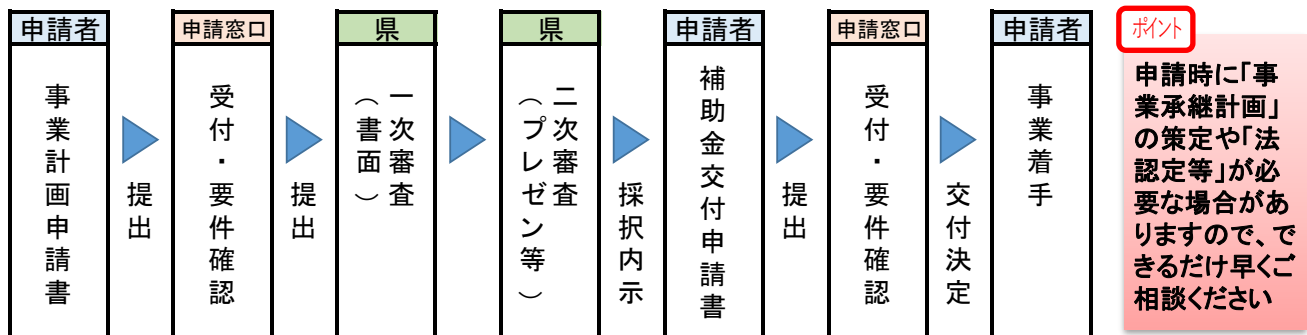 申請者
事業計画申請書
提出
申請窓口
受付・要件確認
提出
県
一次審査
（書面）
県
二次審査
（プレゼン等）
採択内示
申請者
補助金交付申請書
提出
申請窓口
受付・要件確認
交付決定
申請者
事業着手
ポイント
申請時に「事
業承継計画」
の策定や「法
認定等」が必
要な場合があ
りますので、で
きるだけ早くご
相談ください